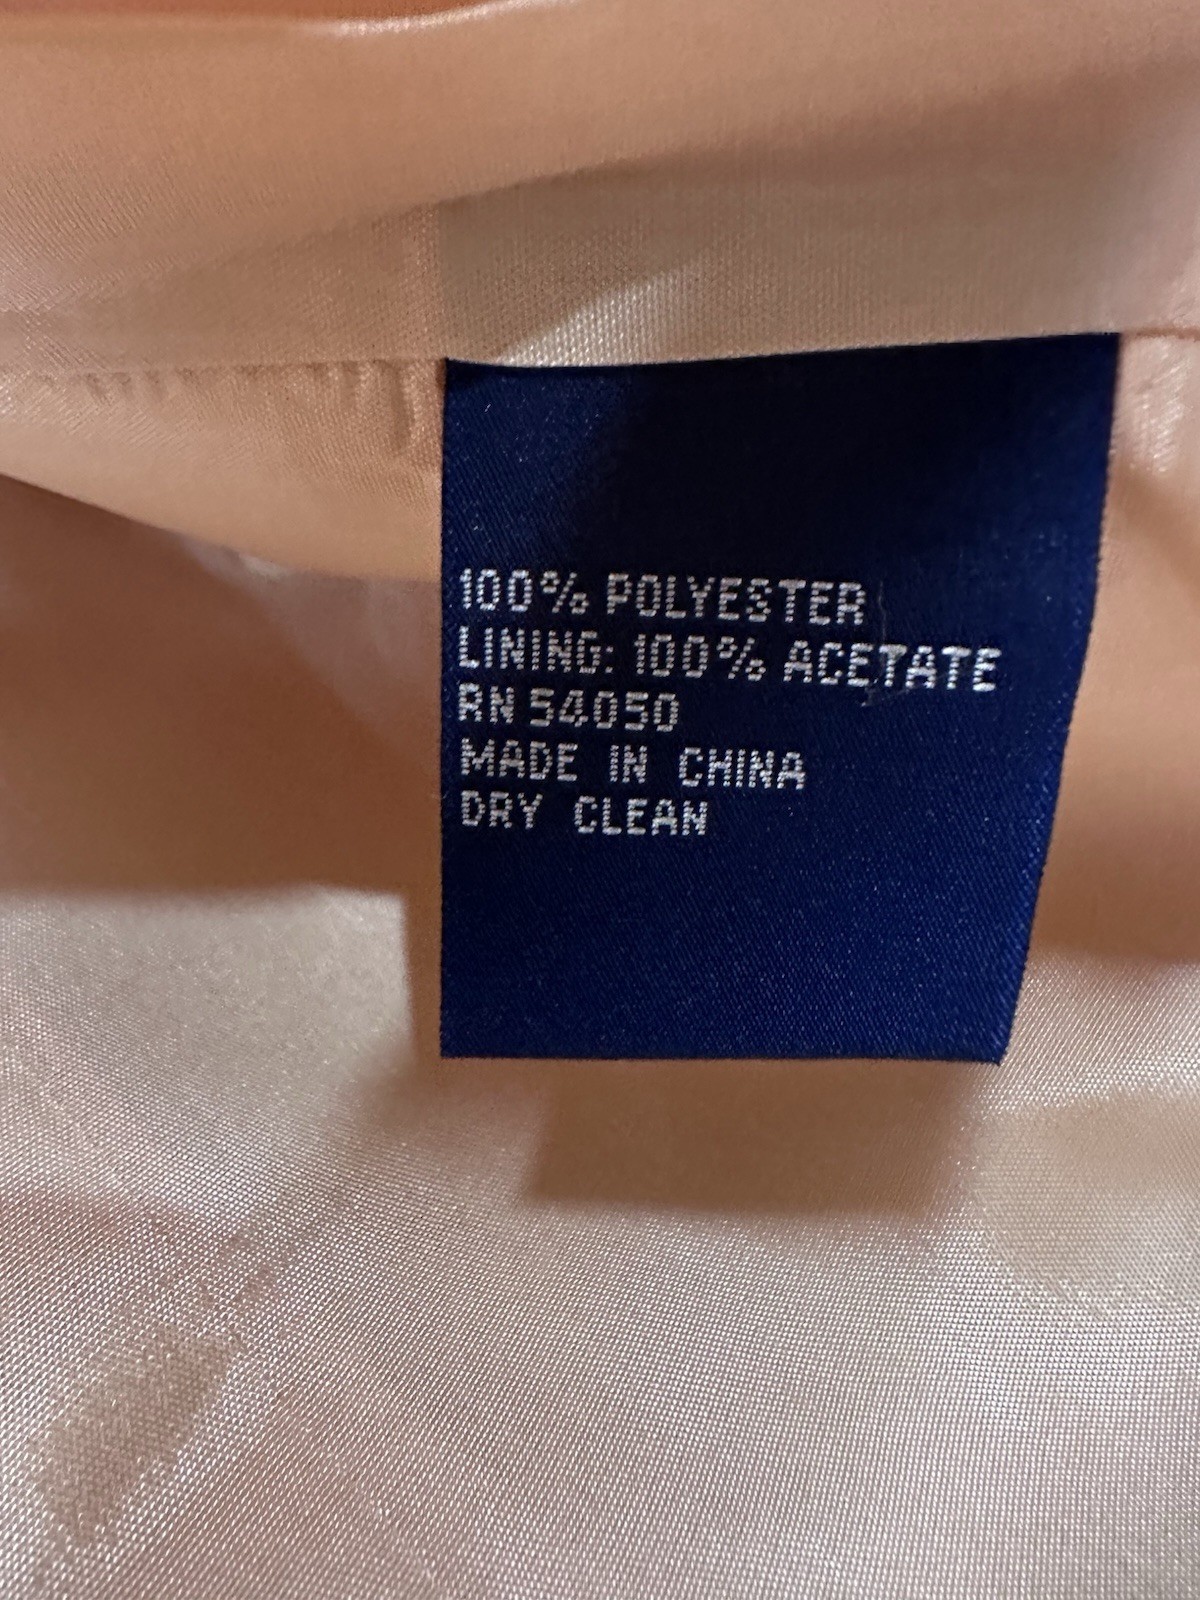 100% POLYESTER
LINING: 100% ACETATE
RN 54050
MADE IN CHINA
DRY CLEAN